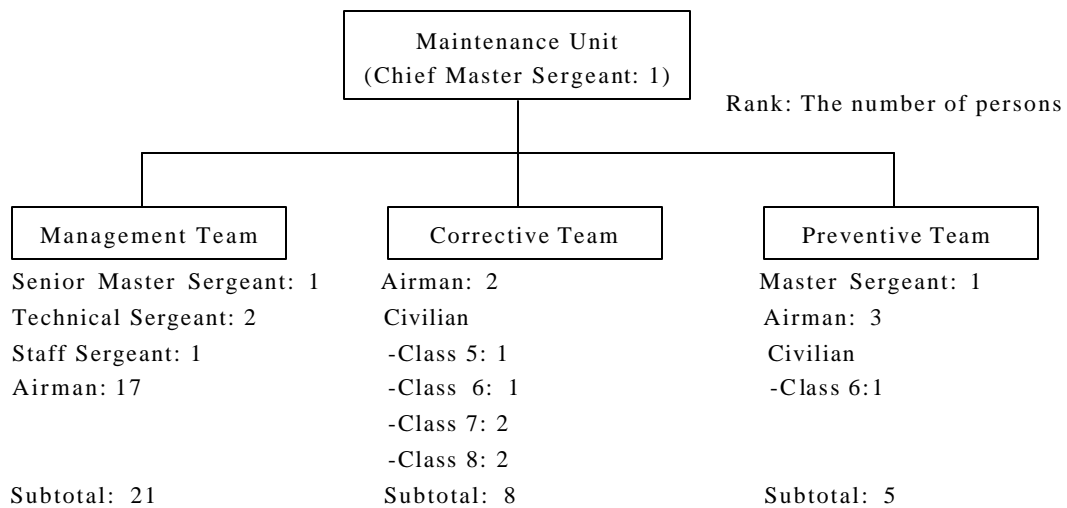 Maintenance Unit
(Chief Master Sergeant: 1)
Rank: The number of persons
Management Team
Senior Master Sergeant: 1
Technical Sergeant: 2
Staff Sergeant: 1
Airman: 17
Subtotal: 21
Corrective Team
Airman: 2
Civilian
-Class 5: 1
-Class 6: 1
-Class 7: 2
-Class 8: 2
Subtotal: 8
Preventive Team
Master Sergeant: 1
Airman: 3
Civilian
-Class 6:1
Subtotal: 5